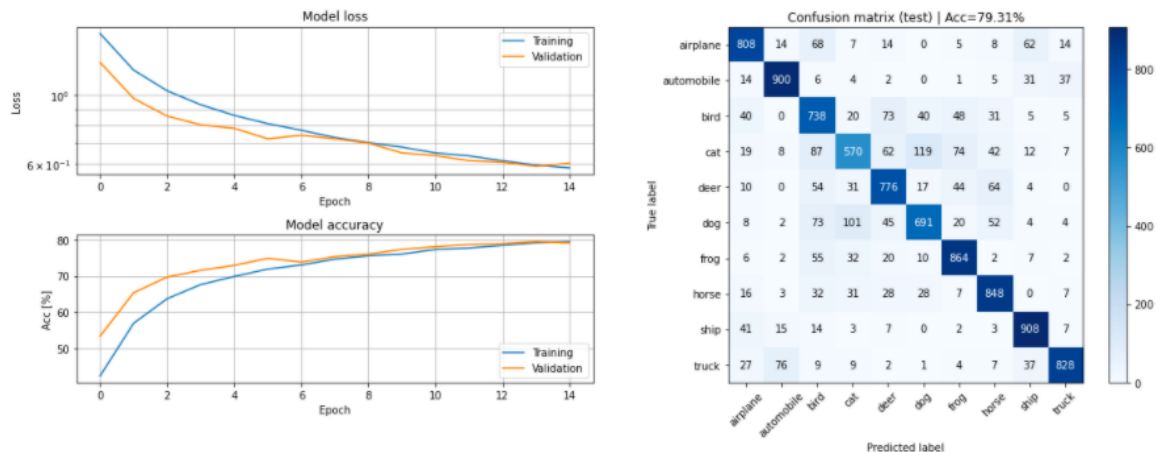 Model loss
Loss
10⁰
6 × 10⁻¹
Training
Validation
0 2 4 6 8 10 12 14
Epoch
Model accuracy
Acc [%]
80
70
60
50
Training
Validation
0 2 4 6 8 10 12 14
Epoch
Confusion matrix (test) | Acc=79.31%
True label
airplane 808 14 68 7 14 0 5 8 62 14
automobile 14 900 6 4 2 0 1 5 31 37
bird 40 0 738 20 73 40 48 31 5 5
cat 19 8 87 570 62 119 74 42 12 7
deer 10 0 54 31 776 17 44 64 4 0
dog 8 2 73 101 45 691 20 52 4 4
frog 6 2 55 32 20 10 864 2 7 2
horse 16 3 32 31 28 28 7 848 0 7
ship 41 15 14 3 7 0 2 3 908 7
truck 27 76 9 9 2 1 4 7 37 828
airplane automobile bird cat deer dog frog horse ship truck
Predicted label
800
600
400
200
0